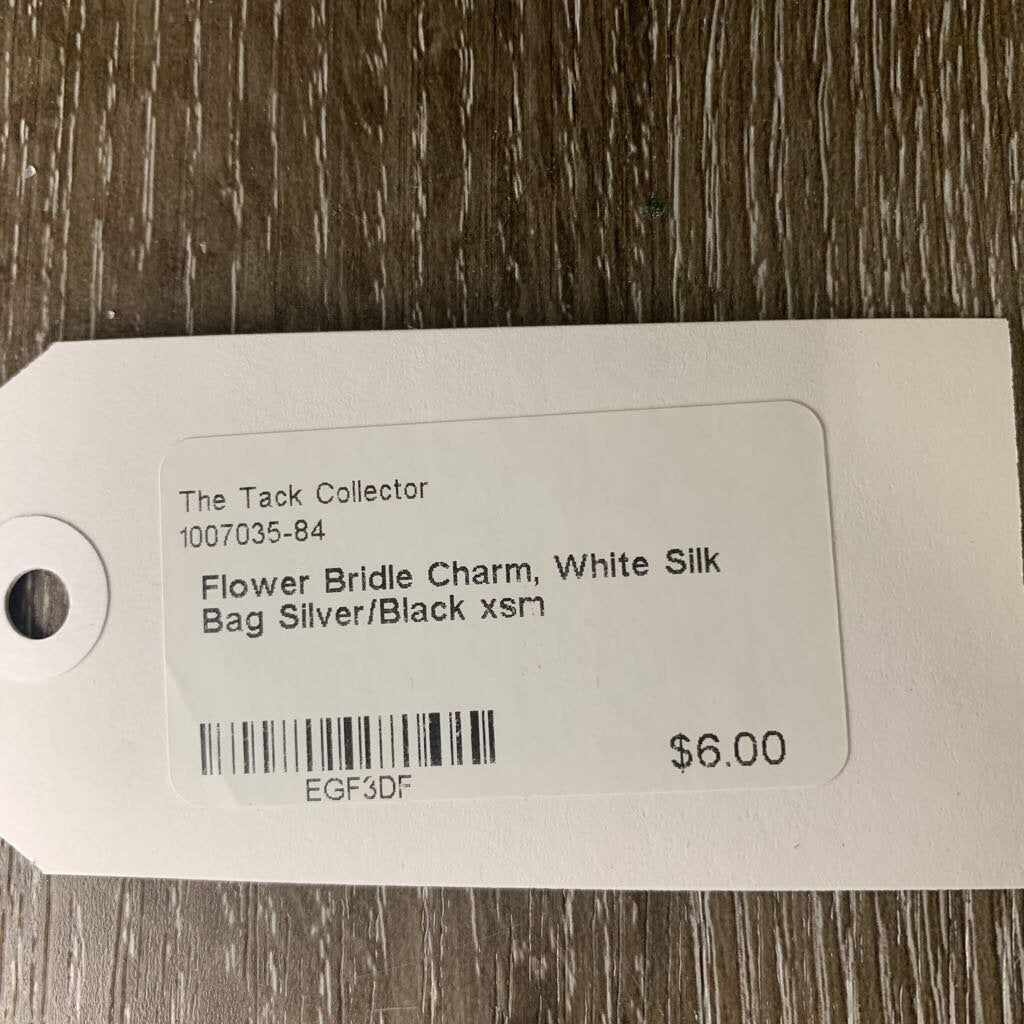 The Tack Collector
1007035-84
Flower Bridle Charm, White Silk
Bag Silver/Black xsm
EGF3DF
$6.00